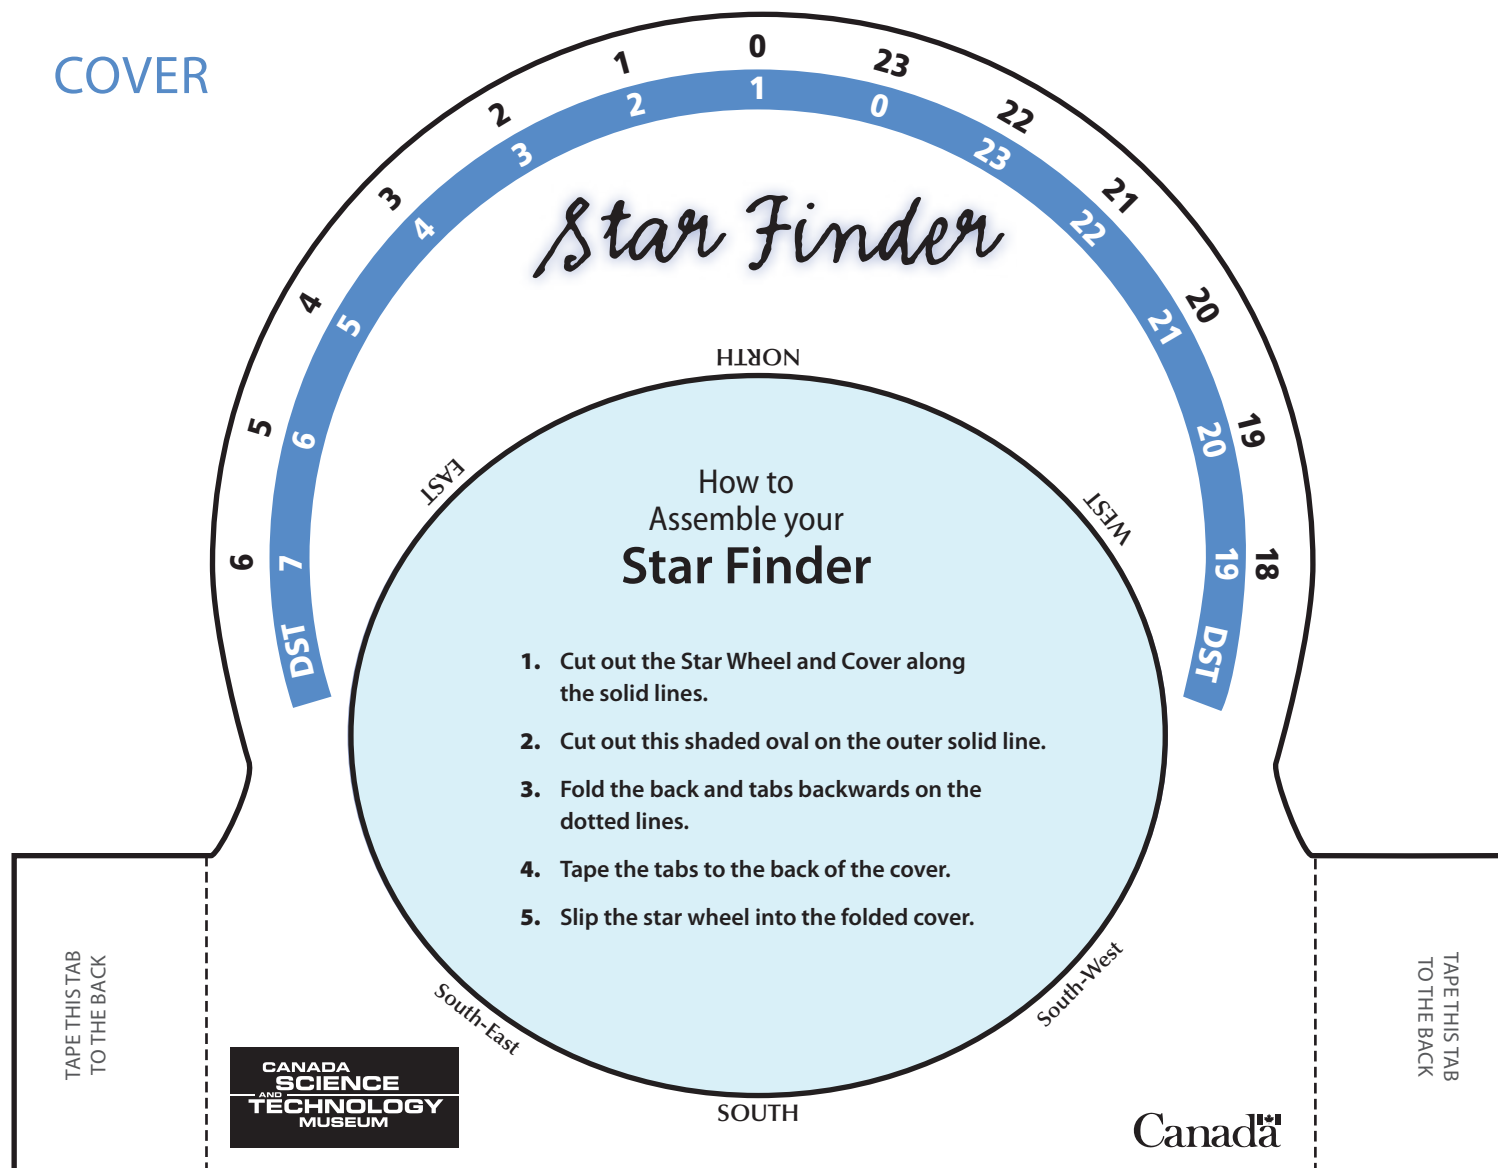 COVER
6 5 4 3 2 1 0 23 22 21 20 19 18
DST 7 6 5 4 3 2 1 0 23 22 21 20 19 DST
Star Finder
NORTH
EAST
WEST
How to
Assemble your
Star Finder
1. Cut out the Star Wheel and Cover along
the solid lines.
2. Cut out this shaded oval on the outer solid line.
3. Fold the back and tabs backwards on the
dotted lines.
4. Tape the tabs to the back of the cover.
5. Slip the star wheel into the folded cover.
South-East
South-West
SOUTH
TAPE THIS TAB
TO THE BACK
TAPE THIS TAB
TO THE BACK
CANADA
SCIENCE
AND
TECHNOLOGY
MUSEUM
Canada